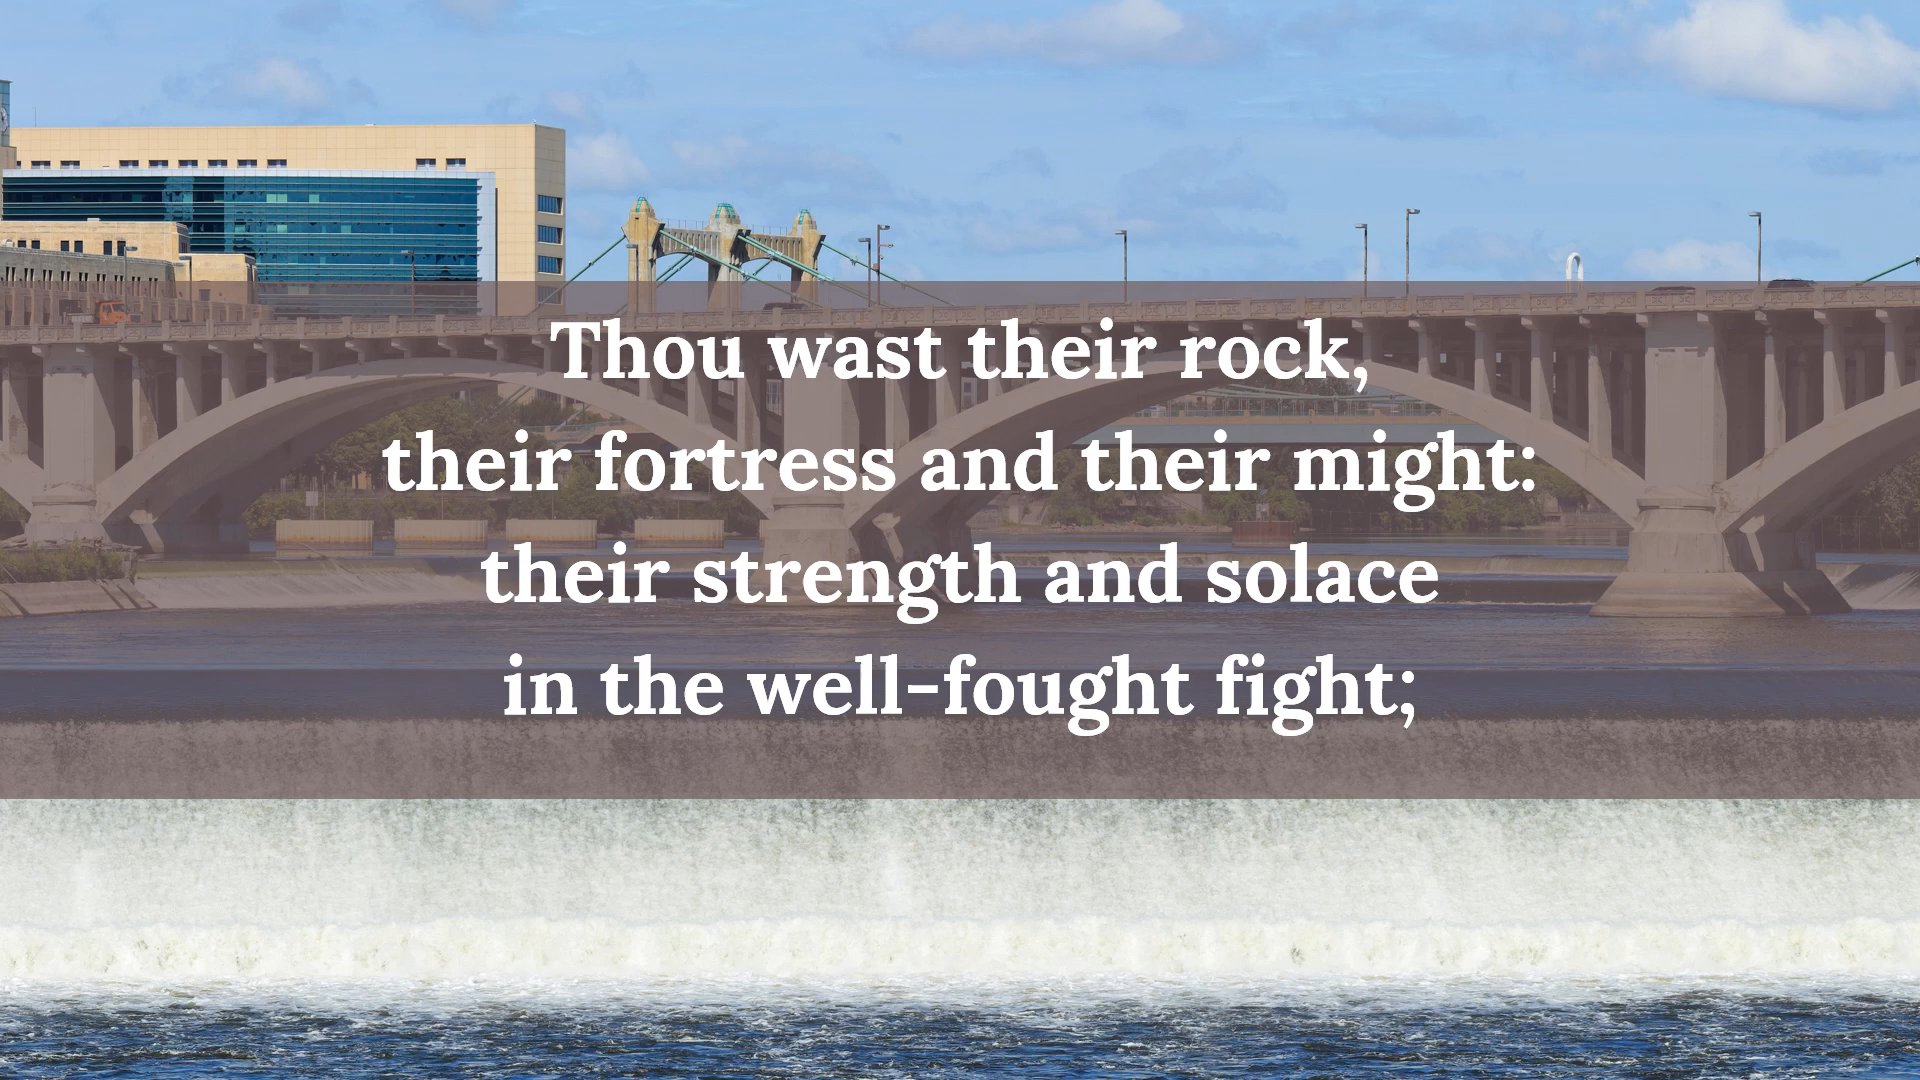 Thou wast their rock,
their fortress and their might:
their strength and solace
in the well-fought fight;